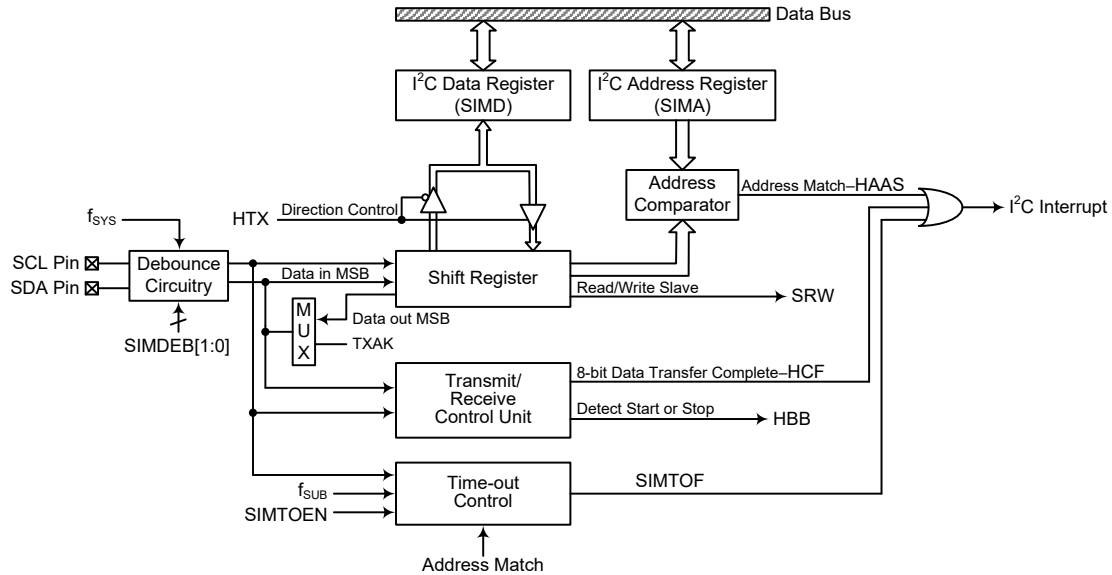 Data Bus
I²C Data Register
(SIMD)
I²C Address Register
(SIMA)
Address
Comparator
Address Match–HAAS
I²C Interrupt
HTX
Direction Control
fSYS
SCL Pin
SDA Pin
Debounce
Circuitry
SIMDEB[1:0]
Data in MSB
Shift Register
Read/Write Slave
SRW
M
U
X
Data out MSB
TXAK
Transmit/
Receive
Control Unit
8-bit Data Transfer Complete–HCF
Detect Start or Stop
HBB
Time-out
Control
SIMTOF
fSUB
SIMTOEN
Address Match